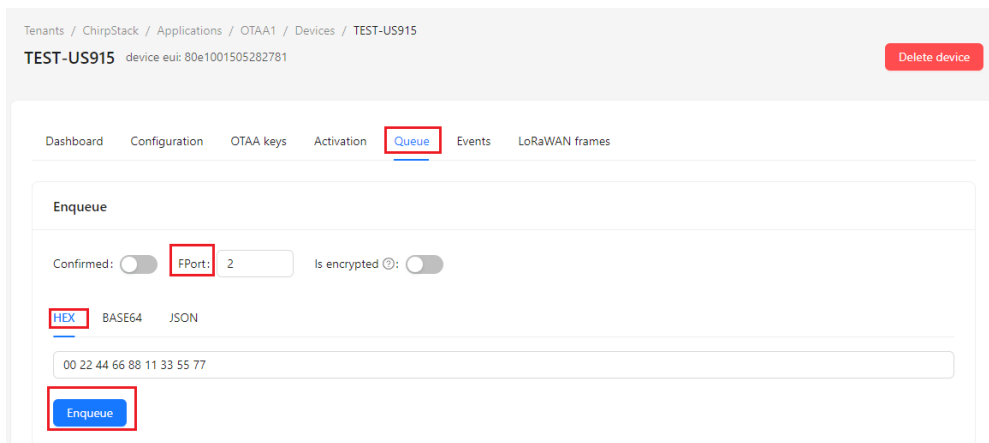 Tenants / ChirpStack / Applications / OTAA1 / Devices / TEST-US915
TEST-US915 device eui: 80e1001505282781
Delete device
Dashboard Configuration OTAA keys Activation Queue Events LoRaWAN frames
Enqueue
Confirmed: FPort: 2 Is encrypted ?:
HEX BASE64 JSON
00 22 44 66 88 11 33 55 77
Enqueue